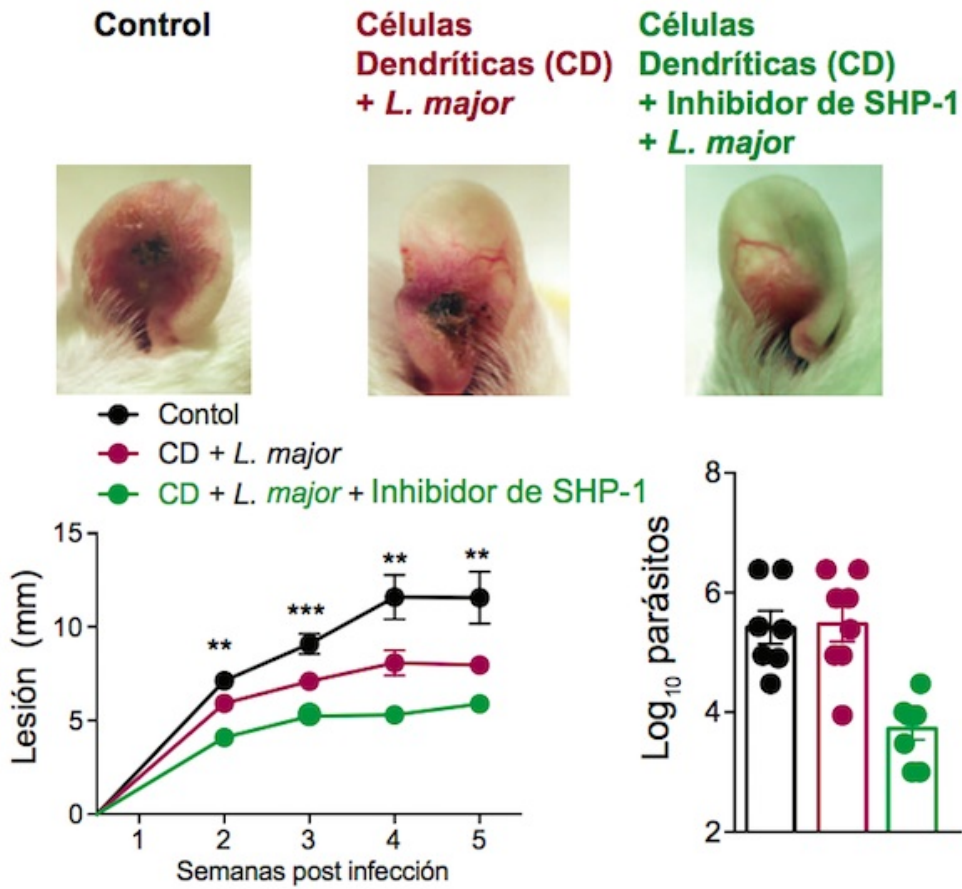 Control
Células
Dendríticas (CD)
+ L. major
Células
Dendríticas (CD)
+ Inhibidor de SHP-1
+ L. major
Contol
CD + L. major
CD + L. major + Inhibidor de SHP-1
15
10
5
0
Lesión (mm)
**
***
**
**
1 2 3 4 5
Semanas post infección
8
6
4
2
Log₁₀ parásitos